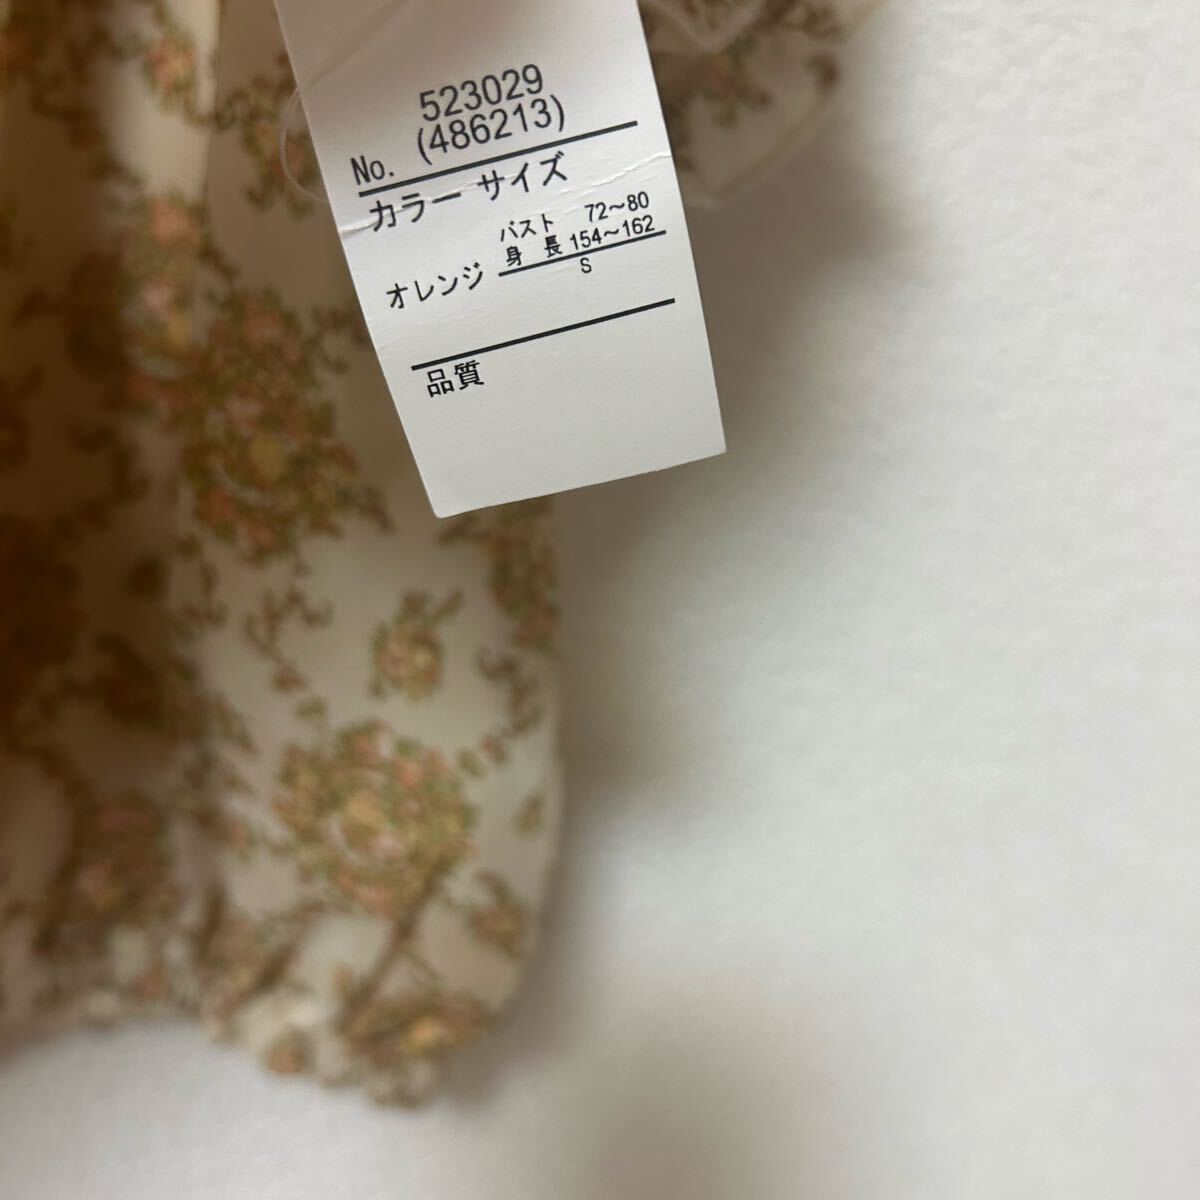 523029
No. (486213)
カラー サイズ
オレンジ バスト 72～80
身 長 154～162
S
品質